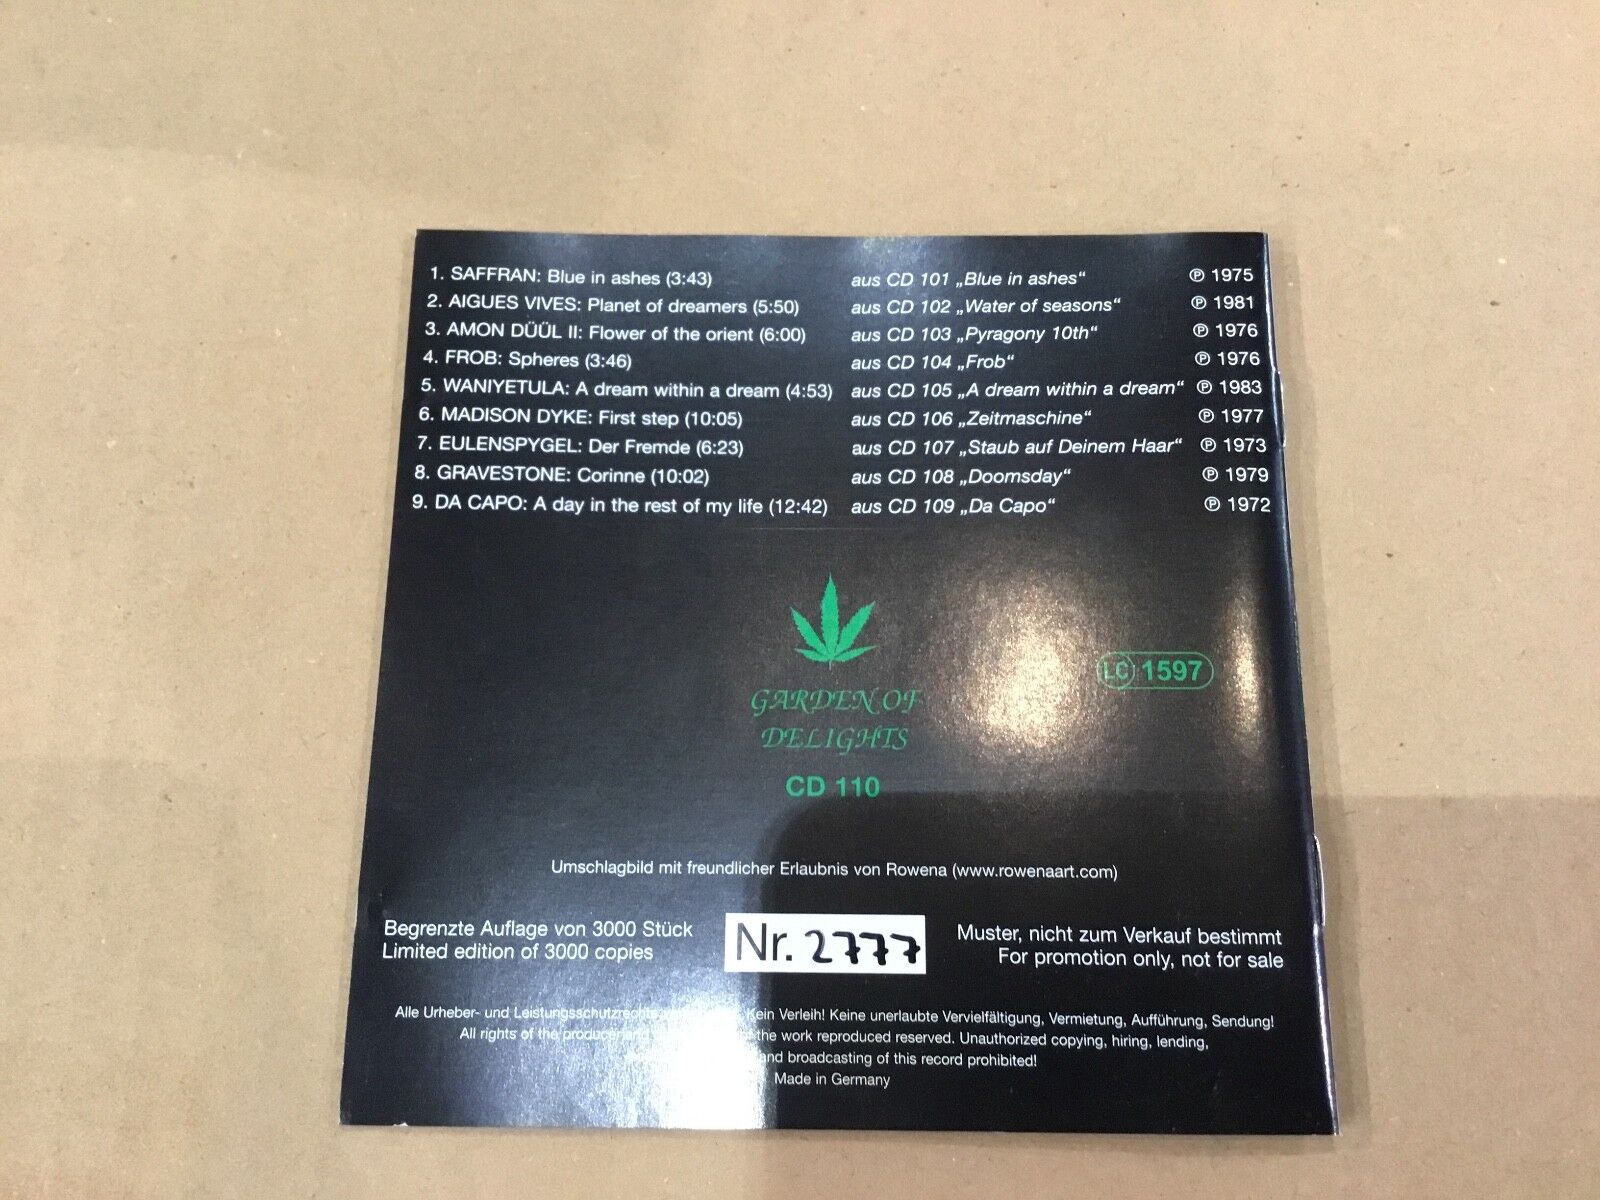 1. SAFFRAN: Blue in ashes (3:43) aus CD 101 „Blue in ashes“ ℗ 1975
2. AIGUES VIVES: Planet of dreamers (5:50) aus CD 102 „Water of seasons“ ℗ 1981
3. AMON DÜÜL II: Flower of the orient (6:00) aus CD 103 „Pyragony 10th“ ℗ 1976
4. FROB: Spheres (3:46) aus CD 104 „Frob“ ℗ 1976
5. WANIYETULA: A dream within a dream (4:53) aus CD 105 „A dream within a dream“ ℗ 1983
6. MADISON DYKE: First step (10:05) aus CD 106 „Zeitmaschine“ ℗ 1977
7. EULENSPYGEL: Der Fremde (6:23) aus CD 107 „Staub auf Deinem Haar“ ℗ 1973
8. GRAVESTONE: Corinne (10:02) aus CD 108 „Doomsday“ ℗ 1979
9. DA CAPO: A day in the rest of my life (12:42) aus CD 109 „Da Capo“ ℗ 1972
GARDEN OF
DELIGHTS
LC 1597
CD 110
Umschlagbild mit freundlicher Erlaubnis von Rowena (www.rowenaart.com)
Begrenzte Auflage von 3000 Stück
Limited edition of 3000 copies
Nr. 2777
Muster, nicht zum Verkauf bestimmt
For promotion only, not for sale
Alle Urheber- und Leistungsschutzrechte Kein Verleih! Keine unerlaubte Vervielfältigung, Vermietung, Aufführung, Sendung!
All rights of the producer and the work reproduced reserved. Unauthorized copying, hiring, lending,
and broadcasting of this record prohibited!
Made in Germany